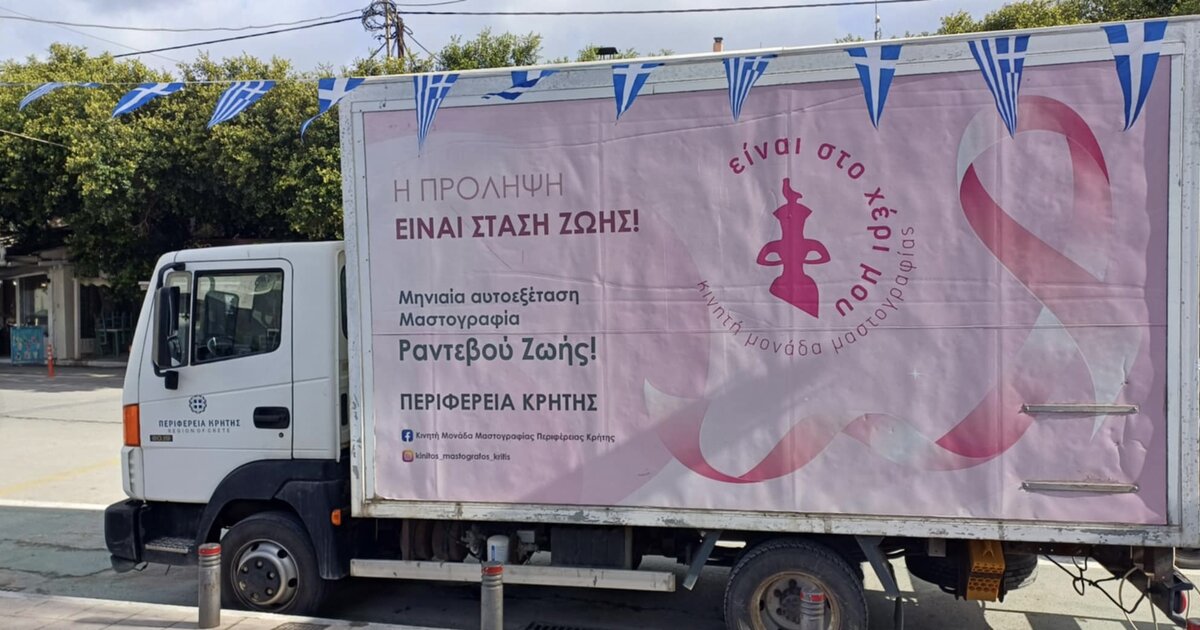 Η ΠΡΟΛΗΨΗ
ΕΙΝΑΙ ΣΤΑΣΗ ΖΩΗΣ!
Μηνιαία αυτοεξέταση
Μαστογραφία
Ραντεβού Ζωής!
ΠΕΡΙΦΕΡΕΙΑ ΚΡΗΤΗΣ
Κινητή Μονάδα Μαστογραφίας Περιφέρειας Κρήτης
kinitos_mastografos_kritis
είναι στο χέρι μου
κινητή μονάδα μαστογραφίας
ΠΕΡΙΦΕΡΕΙΑ ΚΡΗΤΗΣ
REGION OF CRETE